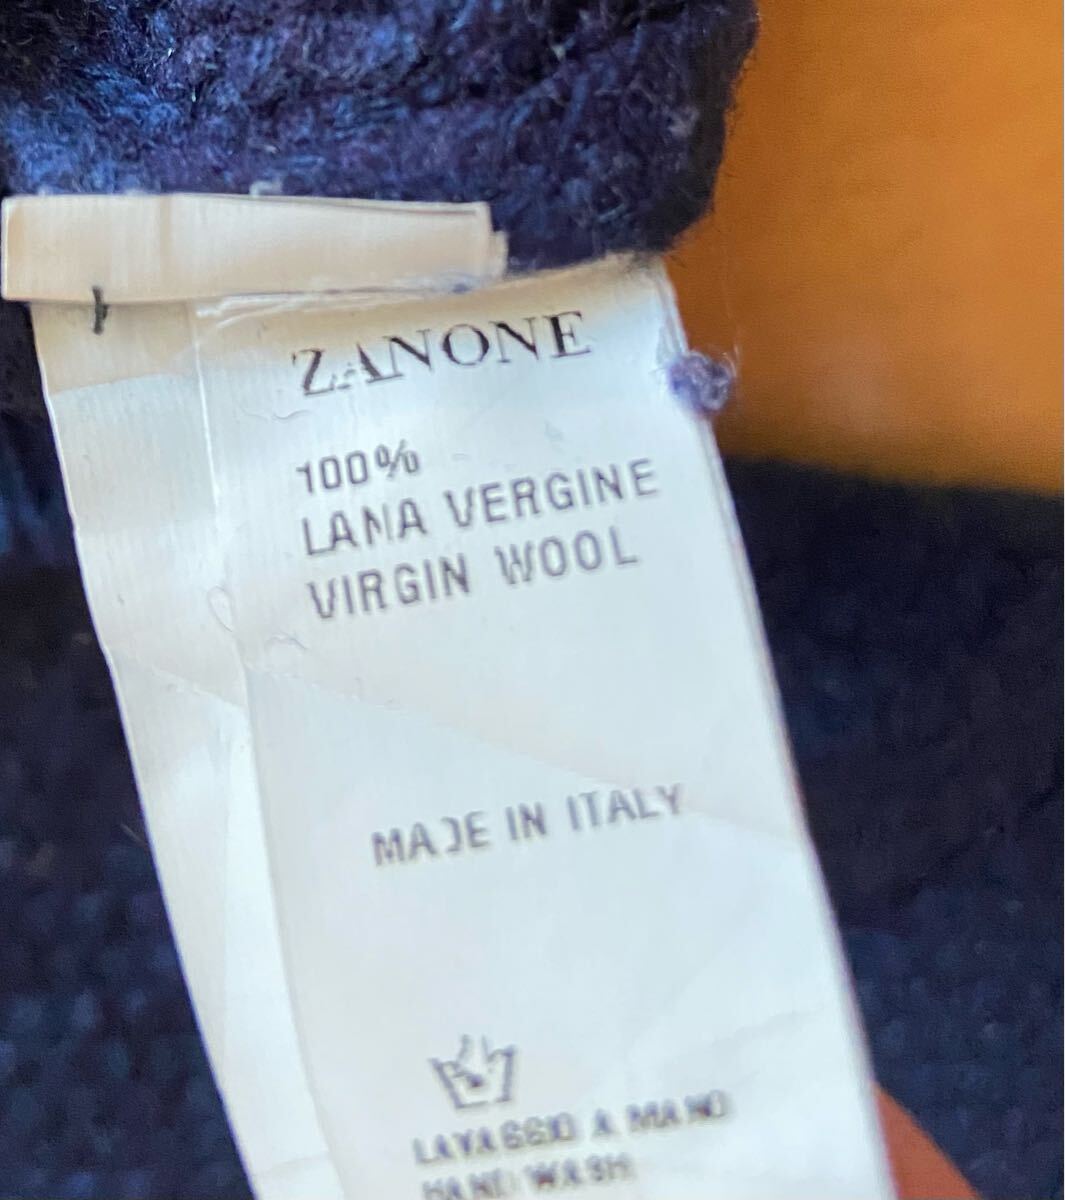 ZANONE
100%
LANA VERGINE
VIRGIN WOOL
MADE IN ITALY
LAVAGGIO A MANO
HAND WASH